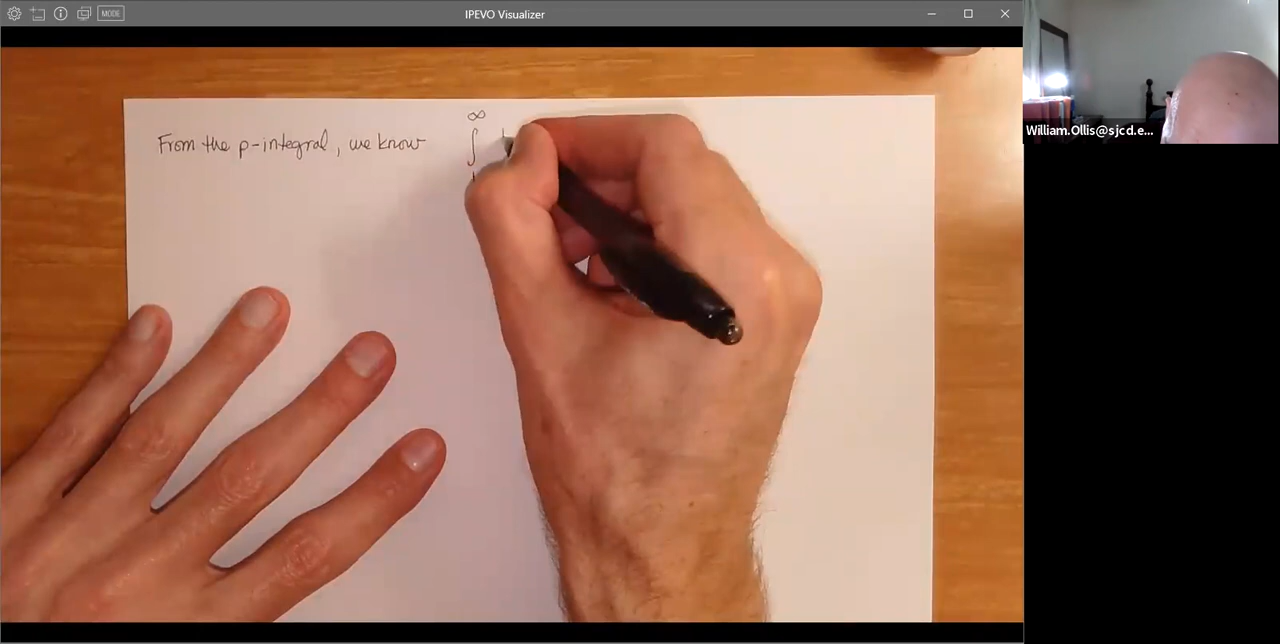 MODE
IPEVO Visualizer
William.Ollis@sjcd.e...
From the p-integral, we know ∫
∞